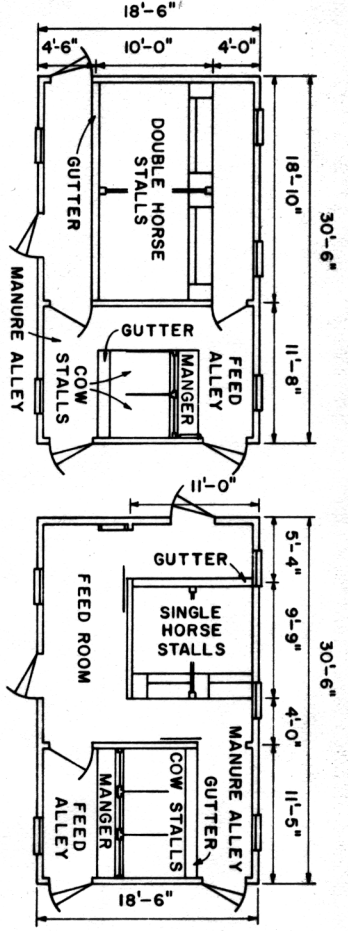 18'-6"
4'-6"
10'-0"
4'-0"
DOUBLE HORSE
STALLS
GUTTER
18'-10"
30'-6"
MANURE ALLEY
GUTTER
COW
STALLS
MANGER
FEED
ALLEY
11'-8"
11'-0"
5'-4"
GUTTER
FEED ROOM
SINGLE
HORSE
STALLS
9'-9"
30'-6"
4'-0"
MANURE ALLEY
GUTTER
COW STALLS
MANGER
FEED
ALLEY
11'-5"
18'-6"